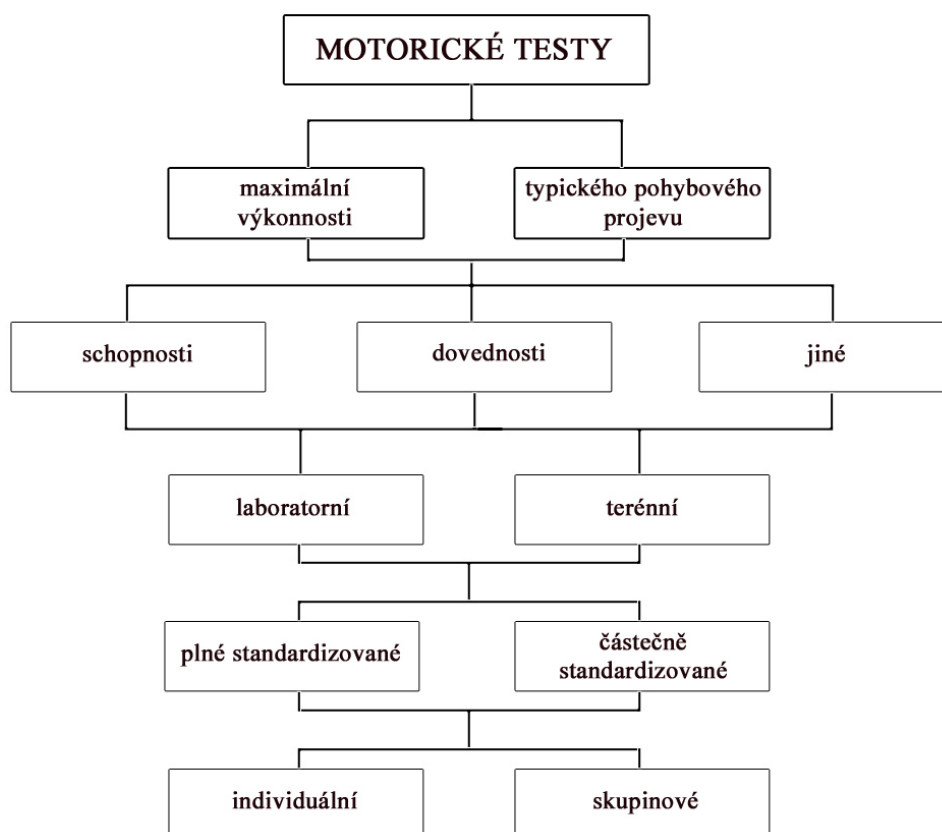 MOTORICKÉ TESTY
maximální
výkonnosti
typického pohybového
projevu
schopnosti
dovednosti
jiné
laboratorní
terénní
plné standardizované
částečně
standardizované
individuální
skupinové